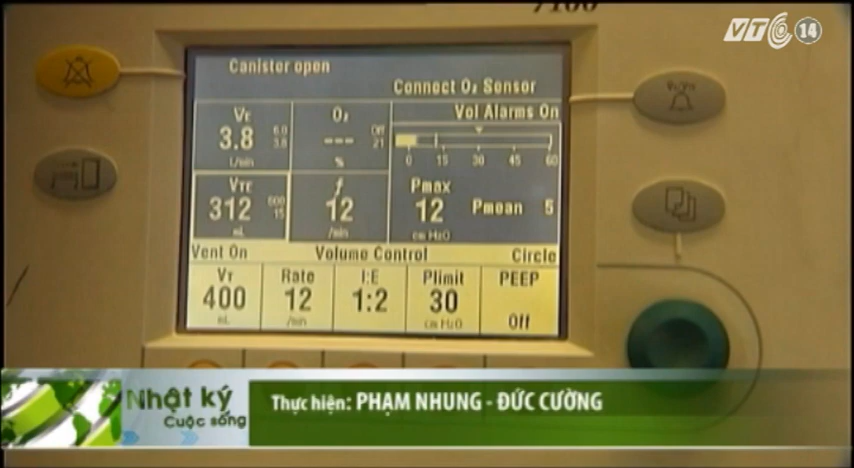 7100
VTC 14
Canister open
Connect O₂ Sensor
Vol Alarms On
V̇E
3.8
6.0
3.8
L/min
O₂
---
Off
21
%
0 15 30 45 60
VTE
312
mL
f
12
/min
Pmax
12
cm H2O
Pmean 5
Vent On Volume Control Circle
VT
400
mL
Rate
12
/min
I:E
1:2
Plimit
30
cm H2O
PEEP
Off
Nhật ký
Cuộc sống
Thực hiện: PHẠM NHUNG - ĐỨC CƯỜNG